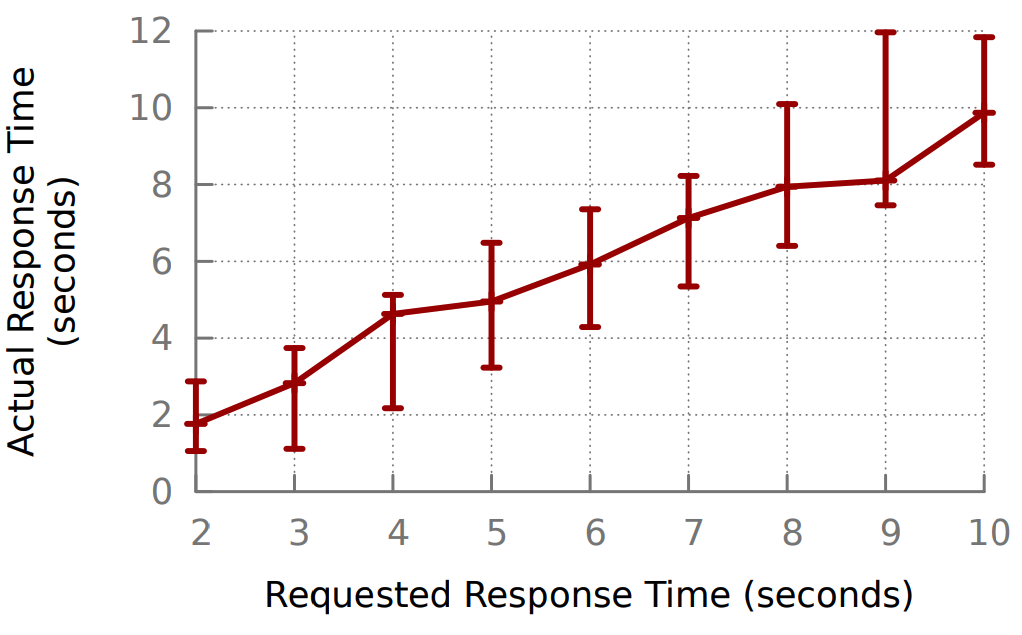 12
10
8
6
4
2
0
Actual Response Time
(seconds)
2 3 4 5 6 7 8 9 10
Requested Response Time (seconds)